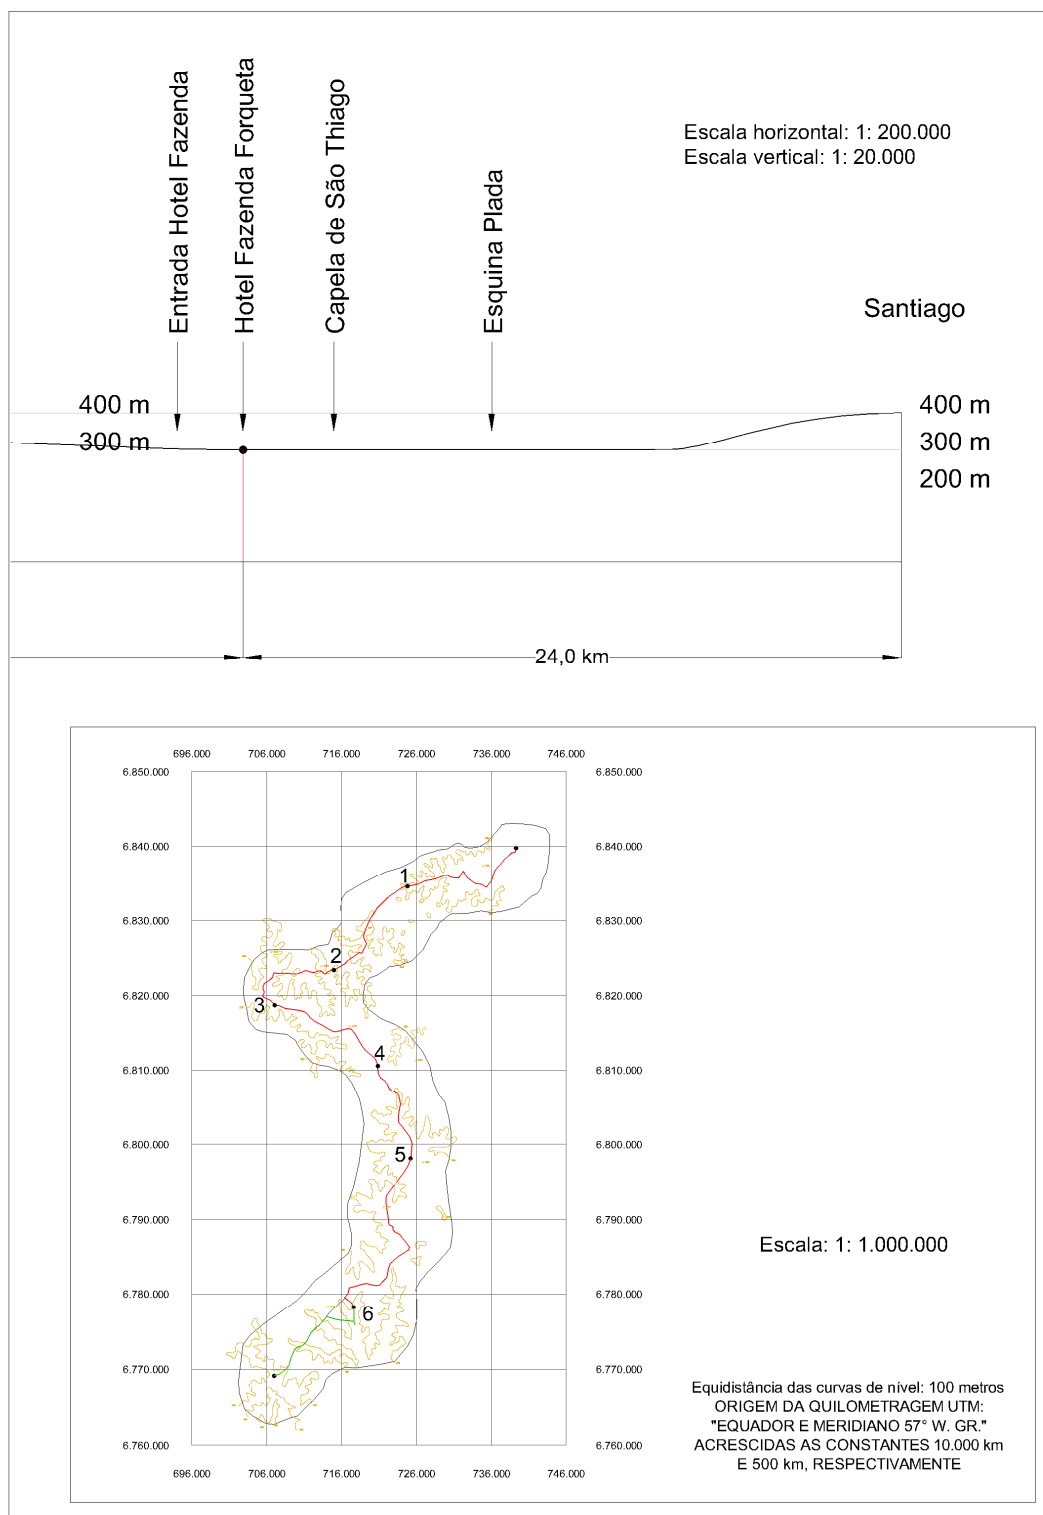 Entrada Hotel Fazenda
Hotel Fazenda Forqueta
Capela de São Thiago
Esquina Plada
Escala horizontal: 1: 200.000
Escala vertical: 1: 20.000
Santiago
400 m
300 m
400 m
300 m
200 m
24,0 km
696.000 706.000 716.000 726.000 736.000 746.000
6.850.000 6.850.000
6.840.000 6.840.000
1
6.830.000 6.830.000
2
6.820.000 6.820.000
3
4
6.810.000 6.810.000
6.800.000 6.800.000
5
6.790.000 6.790.000
Escala: 1: 1.000.000
6.780.000 6.780.000
6
6.770.000 6.770.000
Equidistância das curvas de nível: 100 metros
ORIGEM DA QUILOMETRAGEM UTM:
"EQUADOR E MERIDIANO 57° W. GR."
ACRESCIDAS AS CONSTANTES 10.000 km
E 500 km, RESPECTIVAMENTE
6.760.000 6.760.000
696.000 706.000 716.000 726.000 736.000 746.000